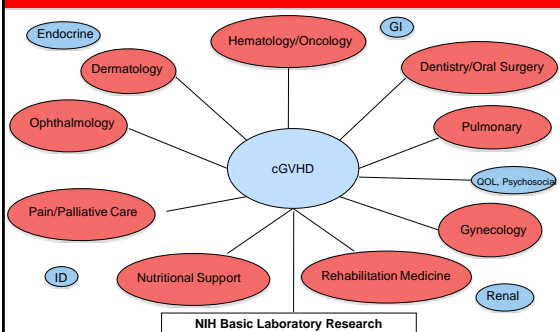 Endocrine
Hematology/Oncology
GI
Dermatology
Dentistry/Oral Surgery
Ophthalmology
Pulmonary
cGVHD
QOL, Psychosocial
Pain/Palliative Care
Gynecology
ID
Nutritional Support
Rehabilitation Medicine
Renal
NIH Basic Laboratory Research